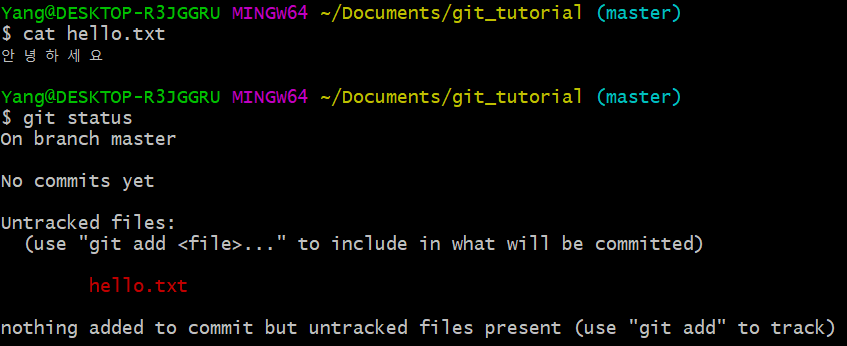 Yang@DESKTOP-R3JGGRU MINGW64 ~/Documents/git_tutorial (master)
$ cat hello.txt
안녕하세요
Yang@DESKTOP-R3JGGRU MINGW64 ~/Documents/git_tutorial (master)
$ git status
On branch master
No commits yet
Untracked files:
(use "git add <file>..." to include in what will be committed)
hello.txt
nothing added to commit but untracked files present (use "git add" to track)